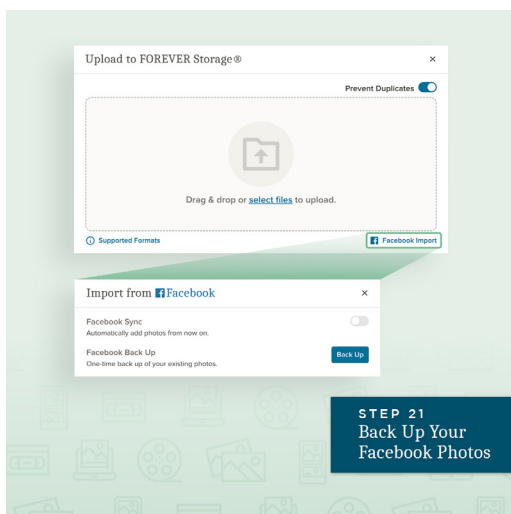 Upload to FOREVER Storage®
×
Prevent Duplicates
Drag & drop or select files to upload.
Supported Formats
Facebook Import
Import from Facebook
×
Facebook Sync
Automatically add photos from now on.
Facebook Back Up
One-time back up of your existing photos.
Back Up
STEP 21
Back Up Your
Facebook Photos